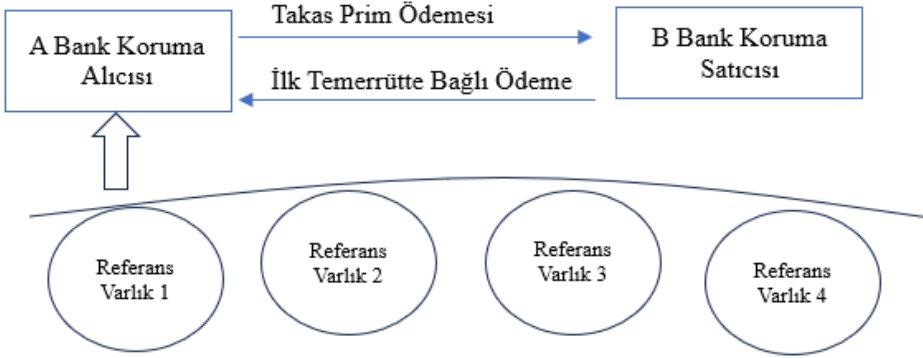 Takas Prim Ödemesi
A Bank Koruma
Alıcısı
B Bank Koruma
Satıcısı
İlk Temerrütte Bağlı Ödeme
Referans
Varlık 1
Referans
Varlık 2
Referans
Varlık 3
Referans
Varlık 4